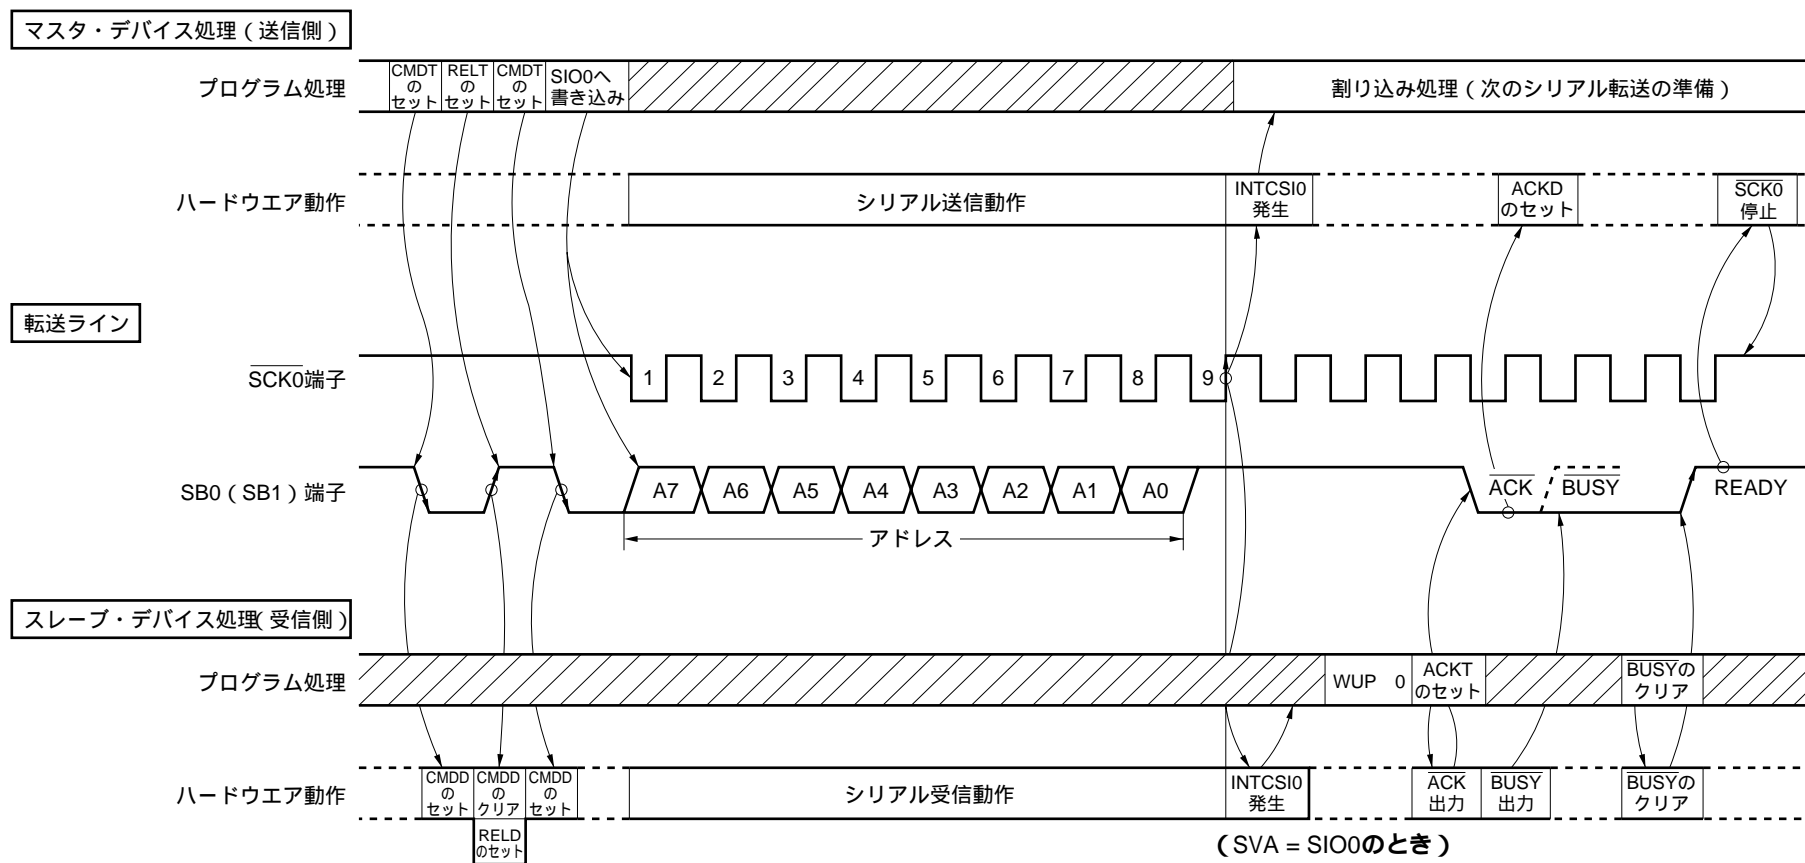 マスタ・デバイス処理（送信側）
プログラム処理
CMDT
の
セット
RELT
の
セット
CMDT
の
セット
SIO0へ
書き込み
割り込み処理（次のシリアル転送の準備）
ハードウエア動作
シリアル送信動作
INTCSI0
発生
ACKD
のセット
SCK0
停止
転送ライン
SCK0端子
1 2 3 4 5 6 7 8 9
SB0（SB1）端子
A7 A6 A5 A4 A3 A2 A1 A0
ACK BUSY READY
アドレス
スレーブ・デバイス処理（受信側）
プログラム処理
WUP 0
ACKT
のセット
BUSYの
クリア
ハードウエア動作
CMDD
の
セット
CMDD
の
クリア
CMDD
の
セット
RELD
のセット
シリアル受信動作
INTCSI0
発生
ACK
出力
BUSY
出力
BUSYの
クリア
（SVA = SIO0のとき）